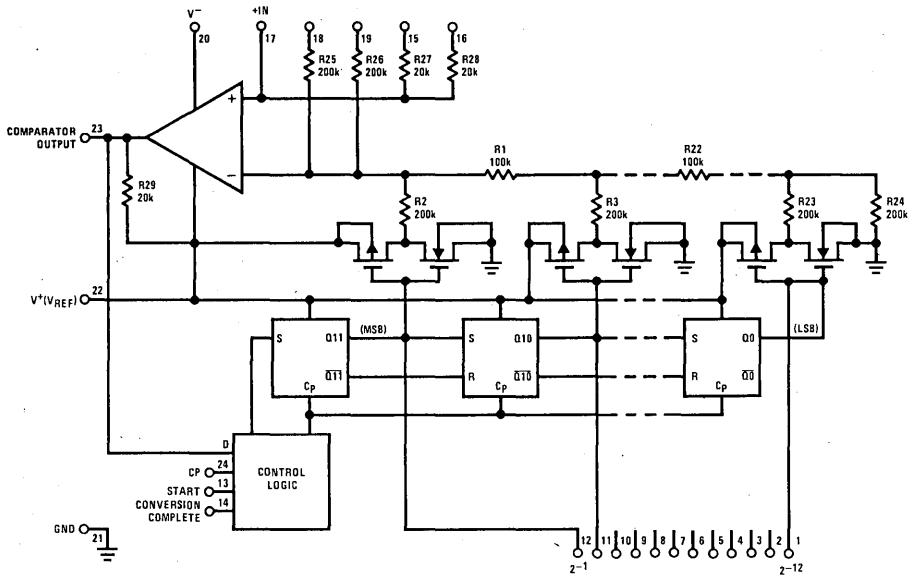 V−
+IN
20
17
18
19
15
16
R25
200k
R26
200k
R27
20k
R28
20k
+
−
COMPARATOR
OUTPUT
23
R29
20k
R1
100k
R22
100k
R2
200k
R3
200k
R23
200k
R24
200k
V+(VREF)
22
S
Q11
(MSB)
Q̅1̅1̅
CP
S
Q10
R
Q̅1̅0̅
CP
S
Q0
(LSB)
R
Q̅0̅
CP
D
CONTROL
LOGIC
CP
24
START
13
CONVERSION
COMPLETE
14
GND
21
12
11
10
9
8
7
6
5
4
3
2
1
2−1
2−12